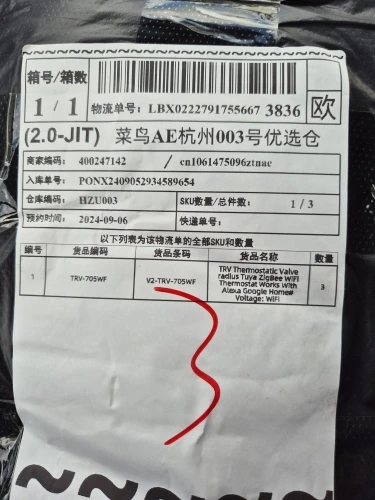 箱号/箱数
1 / 1
物流单号: LBX0222791755667 3836
欧
(2.0-JIT) 菜鸟AE杭州003号优选仓
商家编码: 400247142 / cn1061475096ztnae
入库单号: PONX2409052934589654
仓库编码: HZU003 SKU数量/总件数: 1 / 3
预约时间: 2024-09-06 快递单号:
以下列表为该物流单的全部SKU和数量
编号 货品编码 货品条码 货品名称 数量
1 TRV-705WF V2-TRV-705WF TRV Thermostatic Valve radius Tuya ZigBee WiFi Thermostat Works With Alexa Google Home# Voltage: WiFi 3
3